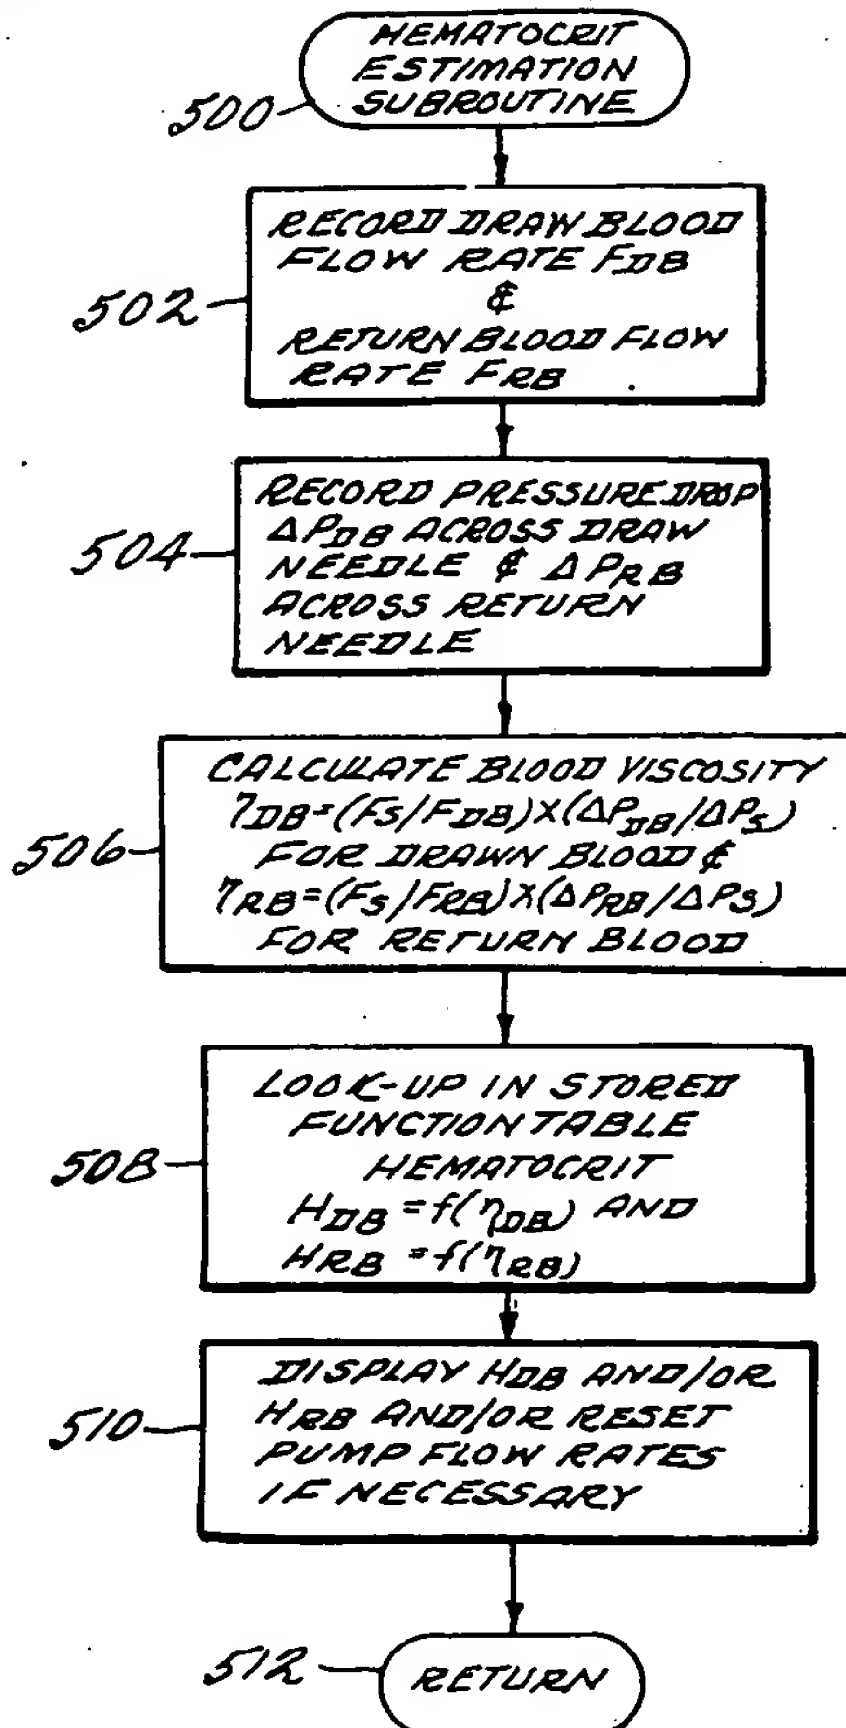 HEMATOCRIT
ESTIMATION
SUBROUTINE
500
RECORD DRAW BLOOD
FLOW RATE FDB
&
RETURN BLOOD FLOW
RATE FRB
502
RECORD PRESSURE DROP
ΔPDB ACROSS DRAW
NEEDLE & ΔPRB
ACROSS RETURN
NEEDLE
504
CALCULATE BLOOD VISCOSITY
ηDB=(FS/FDB)X(ΔPDB/ΔPS)
FOR DRAWN BLOOD &
ηRB=(FS/FRB)X(ΔPRB/ΔPS)
FOR RETURN BLOOD
506
LOOK-UP IN STORED
FUNCTION TABLE
HEMATOCRIT
HDB=f(ηDB) AND
HRB=f(ηRB)
508
DISPLAY HDB AND/OR
HRB AND/OR RESET
PUMP FLOW RATES
IF NECESSARY
510
RETURN
512